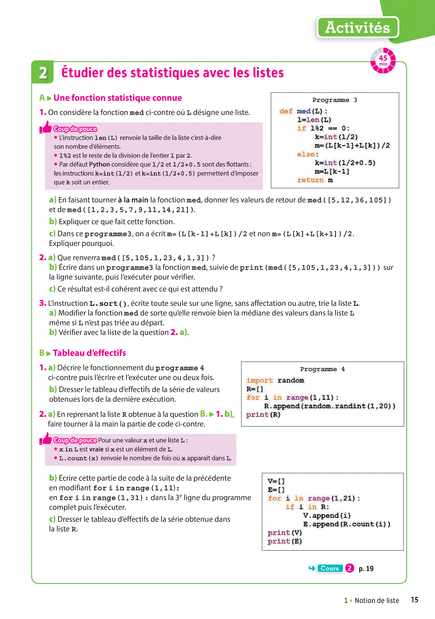 Activités
45
min
2 Étudier des statistiques avec les listes
A ▸ Une fonction statistique connue
1. On considère la fonction med ci-contre où L désigne une liste.
Coup de pouce
• L'instruction len(L) renvoie la taille de la liste c'est-à-dire
son nombre d'éléments.
• l%2 est le reste de la division de l'entier l par 2.
• Par défaut Python considère que l/2 et l/2+0.5 sont des flottants :
les instructions k=int(l/2) et k=int(l/2+0.5) permettent d'imposer
que k soit un entier.
Programme 3
def med(L):
l=len(L)
if l%2 == 0:
k=int(l/2)
m=(L[k-1]+L[k])/2
else:
k=int(l/2+0.5)
m=L[k-1]
return m
a) En faisant tourner à la main la fonction med, donner les valeurs de retour de med([5,12,36,105])
et de med([1,2,3,5,7,9,11,14,21]).
b) Expliquer ce que fait cette fonction.
c) Dans ce programme3, on a écrit m=(L[k-1]+L[k])/2 et non m=(L[k]+L[k+1])/2.
Expliquer pourquoi.
2. a) Que renverra med([5,105,1,23,4,1,3]) ?
b) Écrire dans un programme3 la fonction med, suivie de print(med([5,105,1,23,4,1,3])) sur
la ligne suivante, puis l'exécuter pour vérifier.
c) Ce résultat est-il cohérent avec ce qui est attendu ?
3. L'instruction L.sort(), écrite toute seule sur une ligne, sans affectation ou autre, trie la liste L.
a) Modifier la fonction med de sorte qu'elle renvoie bien la médiane des valeurs dans la liste L
même si L n'est pas triée au départ.
b) Vérifier avec la liste de la question 2. a).
B ▸ Tableau d'effectifs
1. a) Décrire le fonctionnement du programme 4
ci-contre puis l'écrire et l'exécuter une ou deux fois.
b) Dresser le tableau d'effectifs de la série de valeurs
obtenues lors de la dernière exécution.
Programme 4
import random
R=[]
for i in range(1,11):
R.append(random.randint(1,20))
print(R)
2. a) En reprenant la liste R obtenue à la question B. ▸ 1. b),
faire tourner à la main la partie de code ci-contre.
Coup de pouce Pour une valeur x et une liste L :
• x in L est vraie si x est un élément de L.
• L.count(x) renvoie le nombre de fois où x apparaît dans L.
b) Écrire cette partie de code à la suite de la précédente
en modifiant for i in range(1,11):
en for i in range(1,31): dans la 3e ligne du programme
complet puis l'exécuter.
c) Dresser le tableau d'effectifs de la série obtenue dans
la liste R.
V=[]
E=[]
for i in range(1,21):
if i in R:
V.append(i)
E.append(R.count(i))
print(V)
print(E)
Cours 2 p. 19
1 • Notion de liste 15